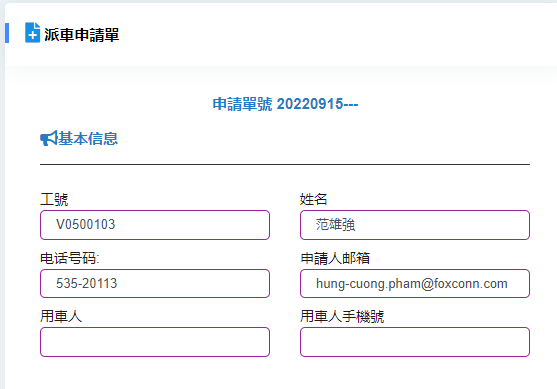 派車申請單
申請單號 20220915---
基本信息
工號
姓名
V0500103
范雄強
电话号码:
申請人邮箱
535-20113
hung-cuong.pham@foxconn.com
用車人
用車人手機號